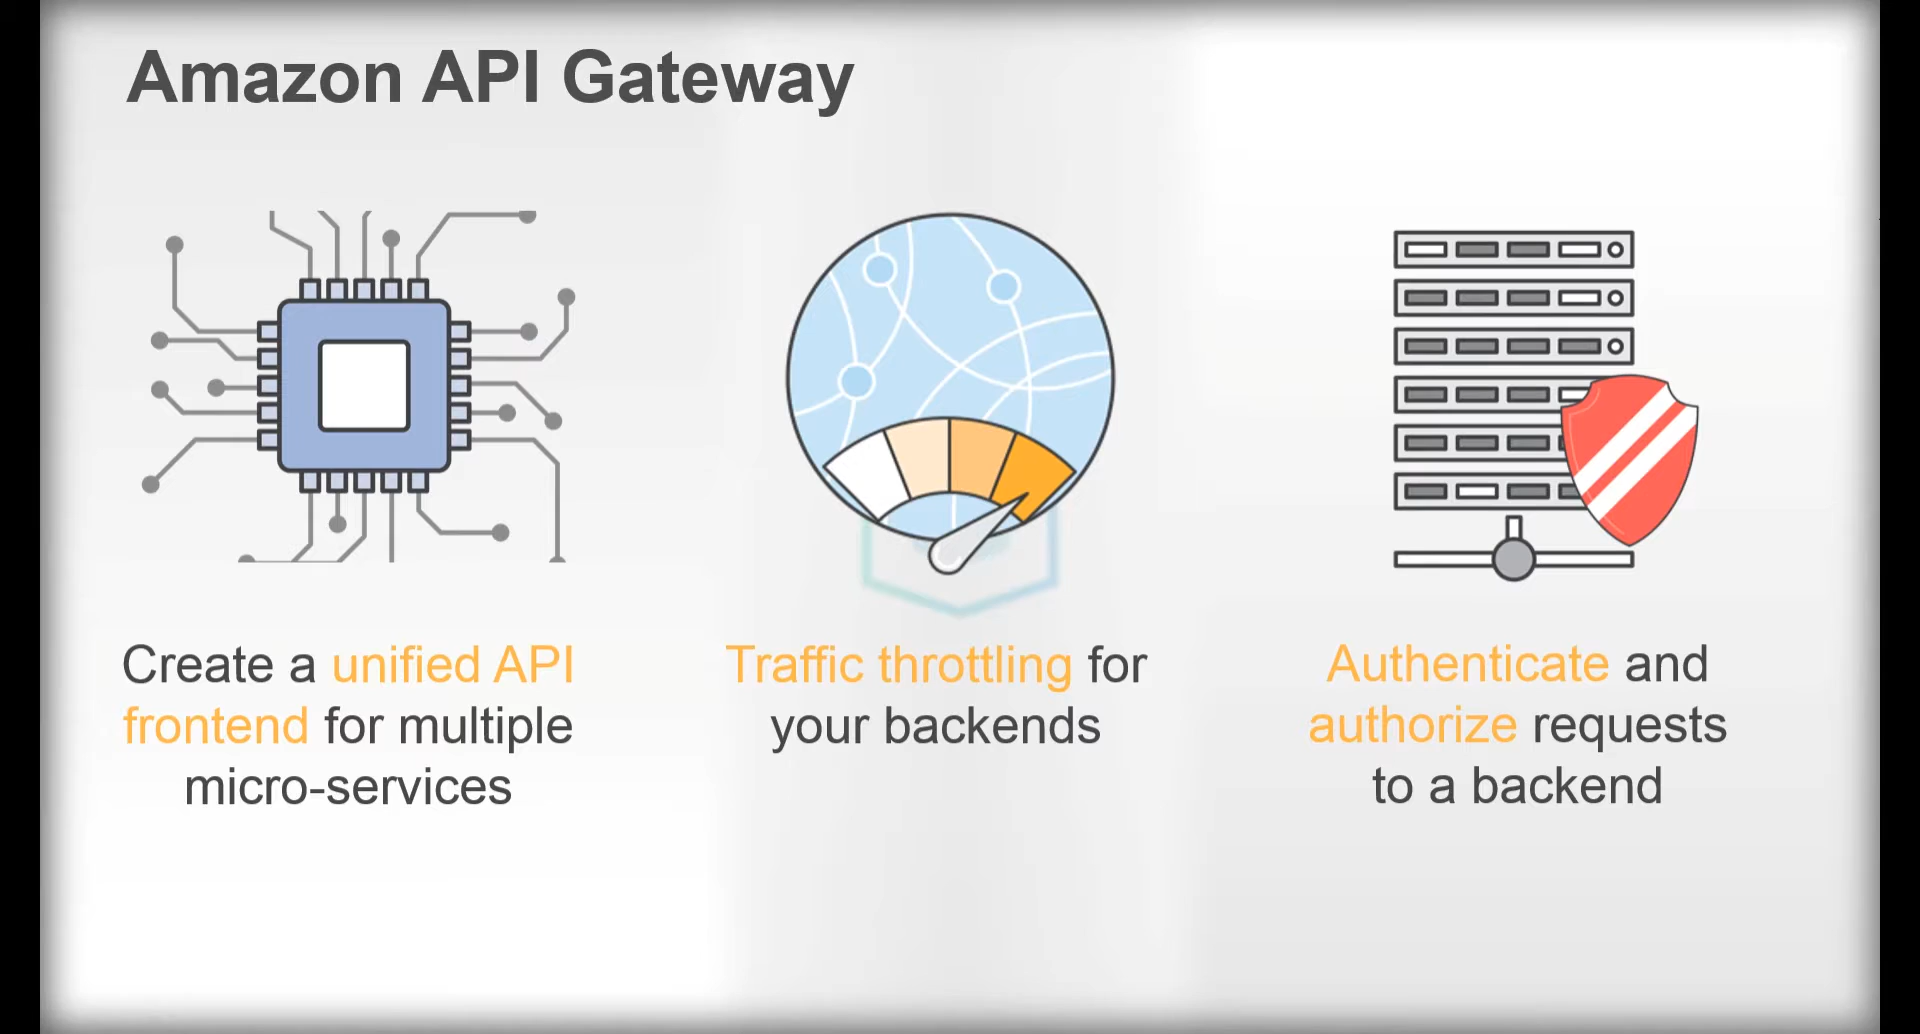 Amazon API Gateway
Create a unified API
frontend for multiple
micro-services
Traffic throttling for
your backends
Authenticate and
authorize requests
to a backend